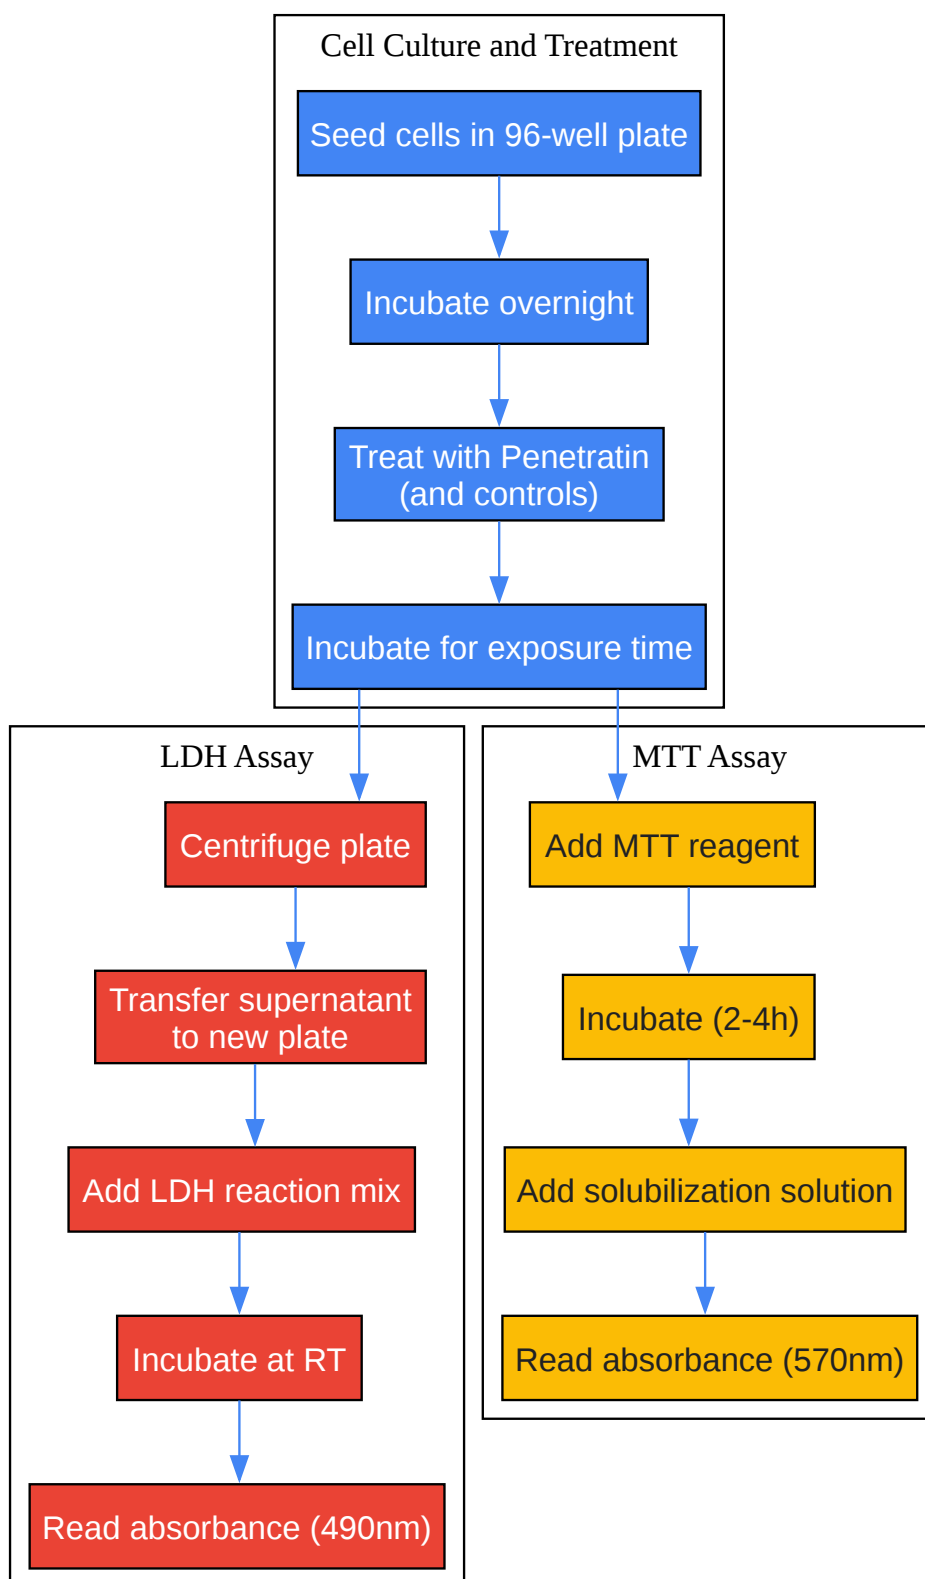 Cell Culture and Treatment
Seed cells in 96-well plate
Incubate overnight
Treat with Penetratin
(and controls)
Incubate for exposure time
LDH Assay
Centrifuge plate
Transfer supernatant
to new plate
Add LDH reaction mix
Incubate at RT
Read absorbance (490nm)
MTT Assay
Add MTT reagent
Incubate (2-4h)
Add solubilization solution
Read absorbance (570nm)